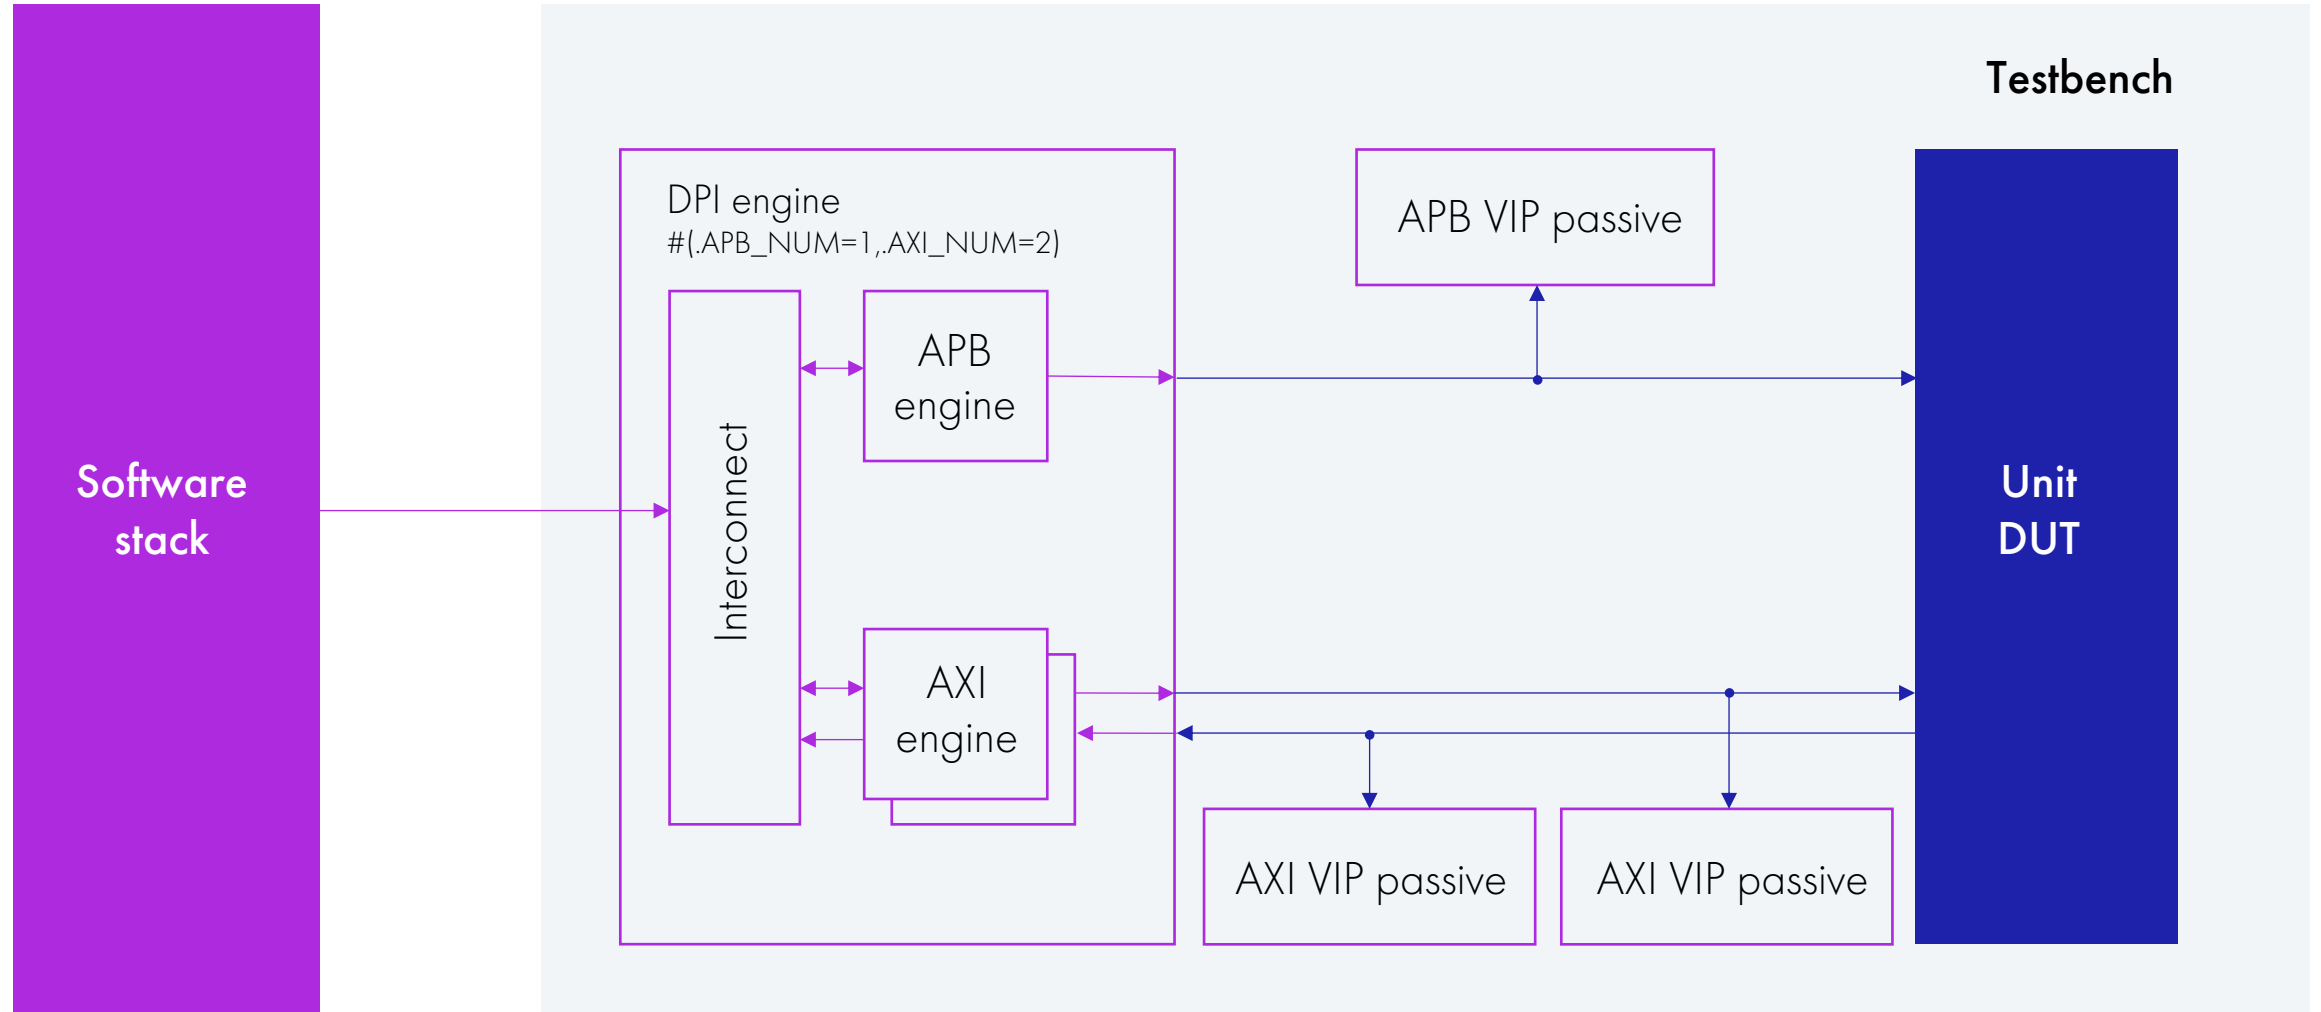 Testbench
Software
stack
DPI engine
#(.APB_NUM=1,.AXI_NUM=2)
Interconnect
APB
engine
AXI
engine
APB VIP passive
AXI VIP passive
AXI VIP passive
Unit
DUT